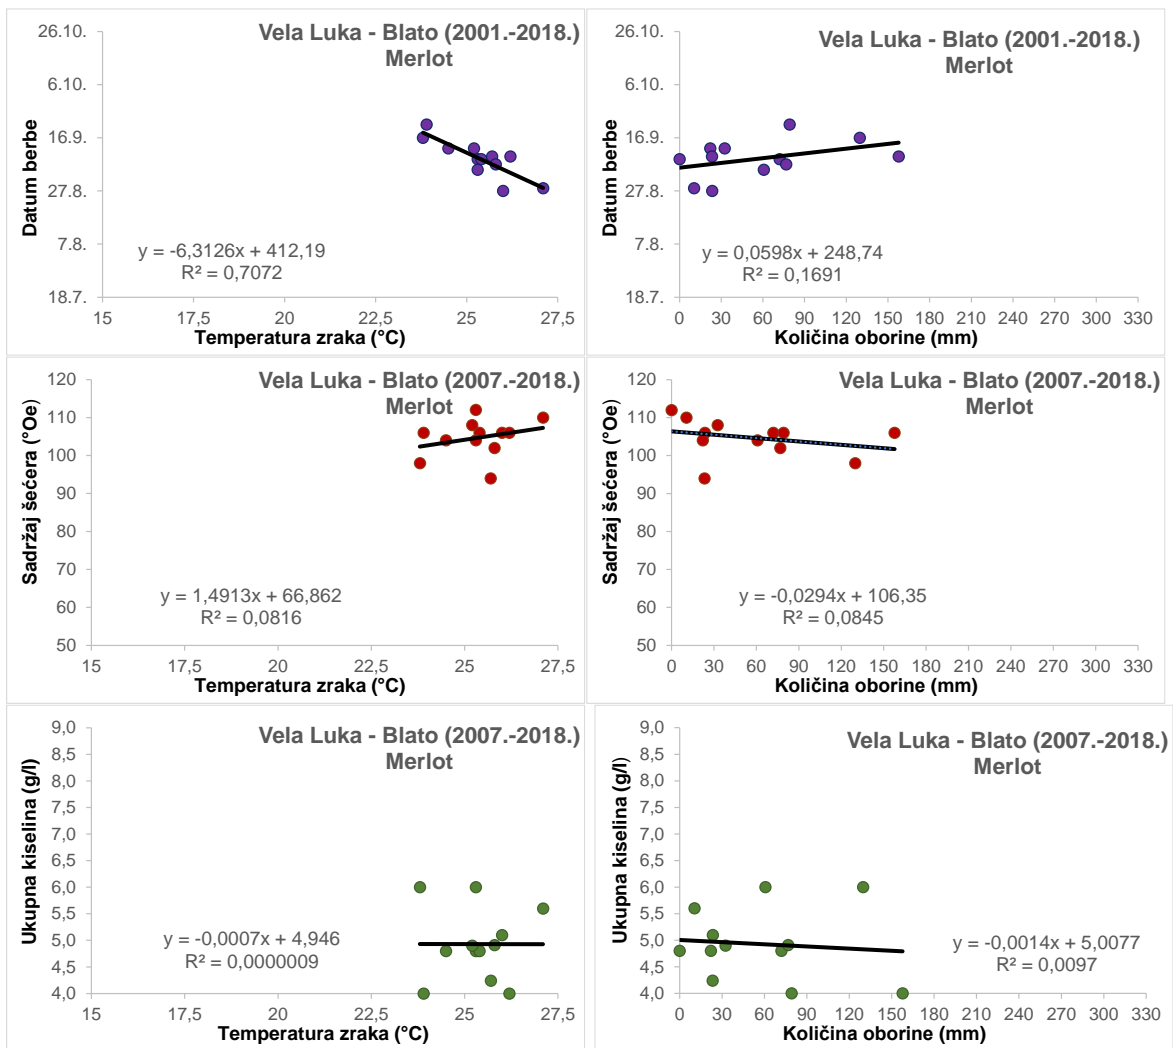 Vela Luka - Blato (2001.-2018.)
Merlot
Datum berbe
26.10.
6.10.
16.9.
27.8.
7.8.
18.7.
y = -6,3126x + 412,19
R² = 0,7072
15 17,5 20 22,5 25 27,5
Temperatura zraka (°C)
Vela Luka - Blato (2001.-2018.)
Merlot
Datum berbe
26.10.
6.10.
16.9.
27.8.
7.8.
18.7.
y = 0,0598x + 248,74
R² = 0,1691
0 30 60 90 120 150 180 210 240 270 300 330
Količina oborine (mm)
Vela Luka - Blato (2007.-2018.)
Merlot
Sadržaj šećera (°Oe)
120
110
100
90
80
70
60
50
y = 1,4913x + 66,862
R² = 0,0816
15 17,5 20 22,5 25 27,5
Temperatura zraka (°C)
Vela Luka - Blato (2007.-2018.)
Merlot
Sadržaj šećera (°Oe)
120
110
100
90
80
70
60
50
y = -0,0294x + 106,35
R² = 0,0845
0 30 60 90 120 150 180 210 240 270 300 330
Količina oborine (mm)
Vela Luka - Blato (2007.-2018.)
Merlot
Ukupna kiselina (g/l)
9,0
8,5
8,0
7,5
7,0
6,5
6,0
5,5
5,0
4,5
4,0
y = -0,0007x + 4,946
R² = 0,0000009
15 17,5 20 22,5 25 27,5
Temperatura zraka (°C)
Vela Luka - Blato (2007.-2018.)
Merlot
Ukupna kiselina (g/l)
9,0
8,5
8,0
7,5
7,0
6,5
6,0
5,5
5,0
4,5
4,0
y = -0,0014x + 5,0077
R² = 0,0097
0 30 60 90 120 150 180 210 240 270 300 330
Količina oborine (mm)